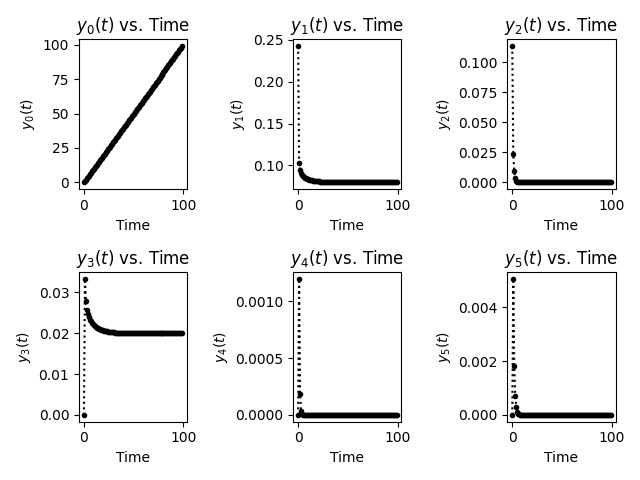 y₀(t) vs. Time
100
75
50
25
0
y₀(t)
0 100
Time
y₁(t) vs. Time
0.25
0.20
0.15
0.10
y₁(t)
0 100
Time
y₂(t) vs. Time
0.100
0.075
0.050
0.025
0.000
y₂(t)
0 100
Time
y₃(t) vs. Time
0.03
0.02
0.01
0.00
y₃(t)
0 100
Time
y₄(t) vs. Time
0.0010
0.0005
0.0000
y₄(t)
0 100
Time
y₅(t) vs. Time
0.004
0.002
0.000
y₅(t)
0 100
Time